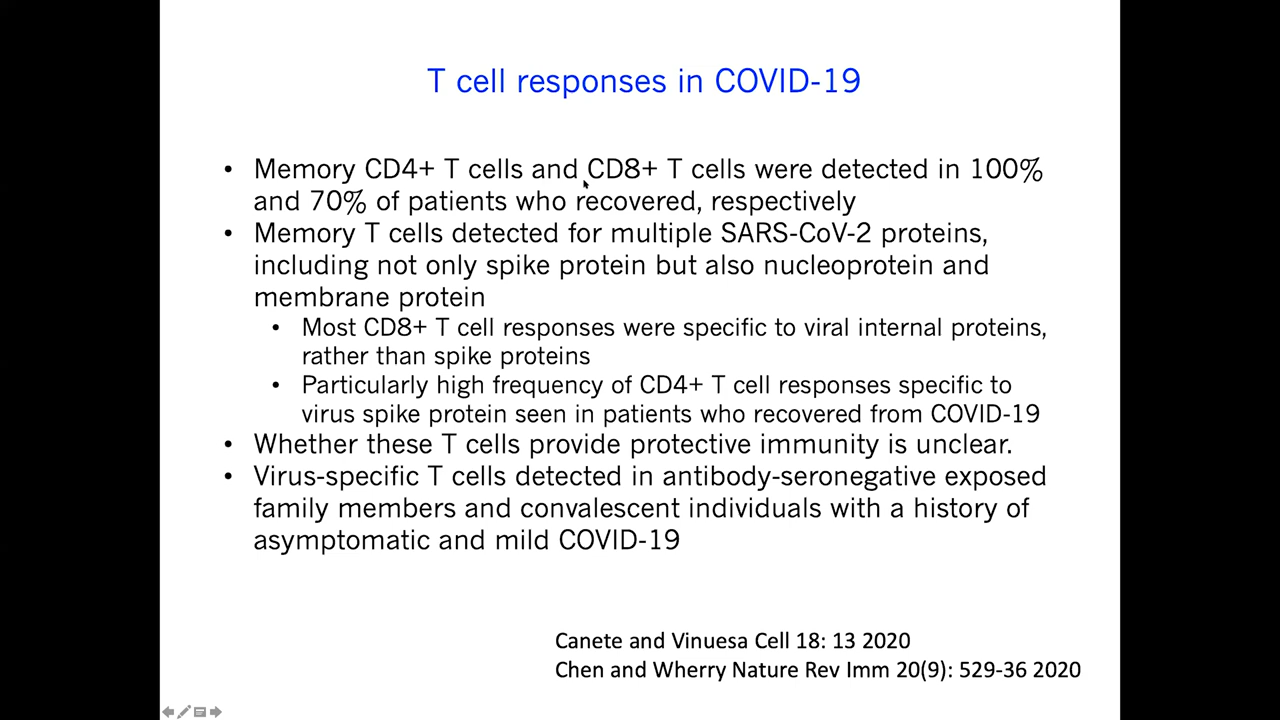 T cell responses in COVID-19
• Memory CD4+ T cells and CD8+ T cells were detected in 100%
and 70% of patients who recovered, respectively
• Memory T cells detected for multiple SARS-CoV-2 proteins,
including not only spike protein but also nucleoprotein and
membrane protein
• Most CD8+ T cell responses were specific to viral internal proteins,
rather than spike proteins
• Particularly high frequency of CD4+ T cell responses specific to
virus spike protein seen in patients who recovered from COVID-19
• Whether these T cells provide protective immunity is unclear.
• Virus-specific T cells detected in antibody-seronegative exposed
family members and convalescent individuals with a history of
asymptomatic and mild COVID-19
Canete and Vinuesa Cell 18: 13 2020
Chen and Wherry Nature Rev Imm 20(9): 529-36 2020